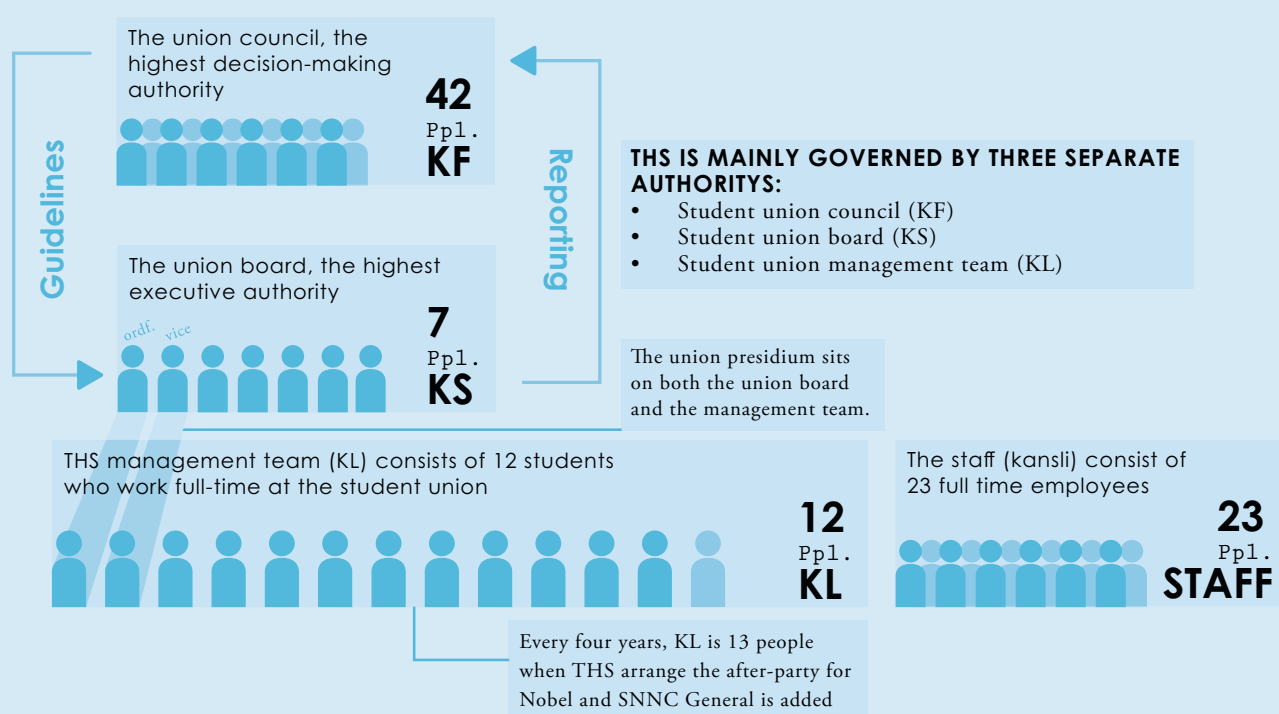 The union council, the
highest decision-making
authority
42
Ppl.
KF
Guidelines
Reporting
THS IS MAINLY GOVERNED BY THREE SEPARATE
AUTHORITYS:
• Student union council (KF)
• Student union board (KS)
• Student union management team (KL)
The union board, the highest
executive authority
ordf. vice
7
Ppl.
KS
The union presidium sits
on both the union board
and the management team.
THS management team (KL) consists of 12 students
who work full-time at the student union
12
Ppl.
KL
The staff (kansli) consist of
23 full time employees
23
Ppl.
STAFF
Every four years, KL is 13 people
when THS arrange the after-party for
Nobel and SNNC General is added